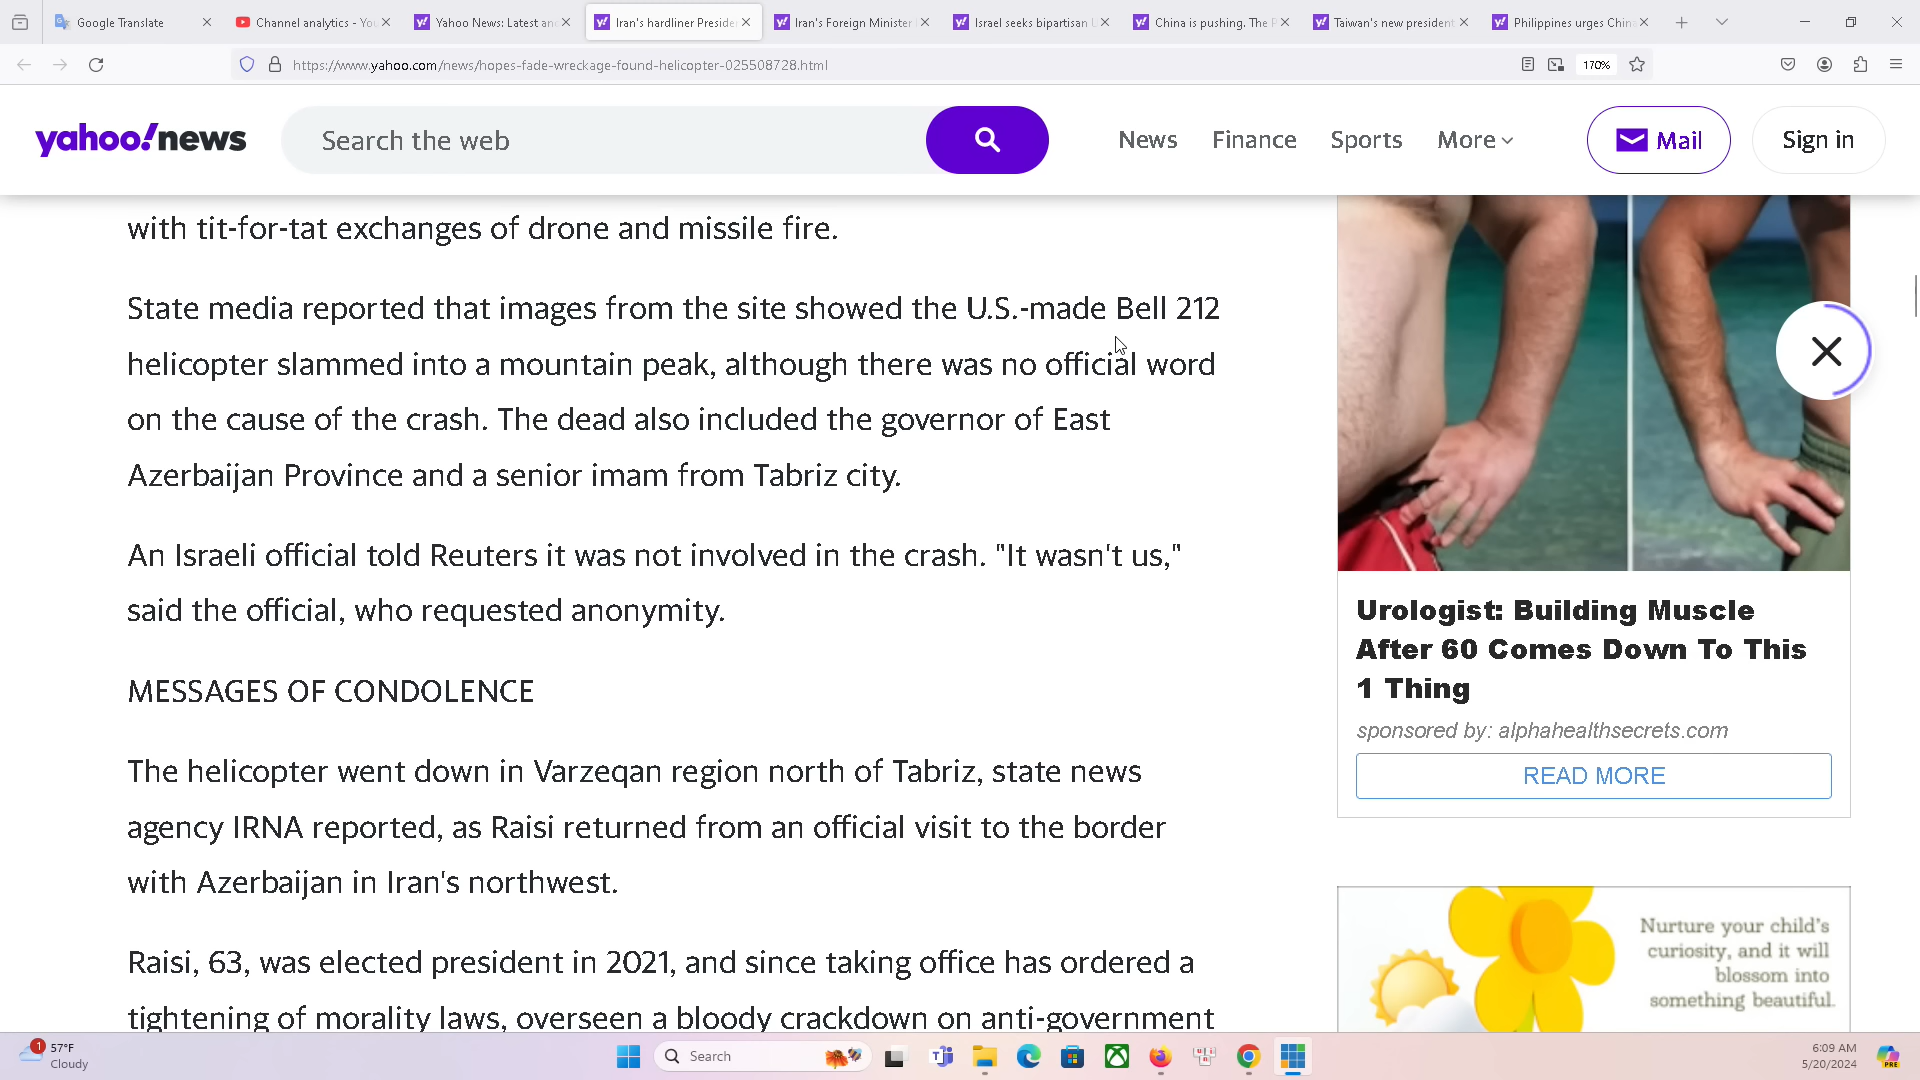 Google Translate
Channel analytics - You
Yahoo News: Latest and
Iran's hardliner Presiden
Iran's Foreign Minister
Israel seeks bipartisan U
China is pushing. The P
Taiwan's new president
Philippines urges China
https://www.yahoo.com/news/hopes-fade-wreckage-found-helicopter-025508728.html
170%
yahoo!news
Search the web
News
Finance
Sports
More
Mail
Sign in
with tit-for-tat exchanges of drone and missile fire.
State media reported that images from the site showed the U.S.-made Bell 212
helicopter slammed into a mountain peak, although there was no official word
on the cause of the crash. The dead also included the governor of East
Azerbaijan Province and a senior imam from Tabriz city.
An Israeli official told Reuters it was not involved in the crash. "It wasn't us,"
said the official, who requested anonymity.
MESSAGES OF CONDOLENCE
The helicopter went down in Varzeqan region north of Tabriz, state news
agency IRNA reported, as Raisi returned from an official visit to the border
with Azerbaijan in Iran's northwest.
Raisi, 63, was elected president in 2021, and since taking office has ordered a
tightening of morality laws, overseen a bloody crackdown on anti-government
Urologist: Building Muscle
After 60 Comes Down To This
1 Thing
sponsored by: alphahealthsecrets.com
READ MORE
Nurture your child's
curiosity, and it will
blossom into
something beautiful.
1
57°F
Cloudy
Search
6:09 AM
5/20/2024
PRE